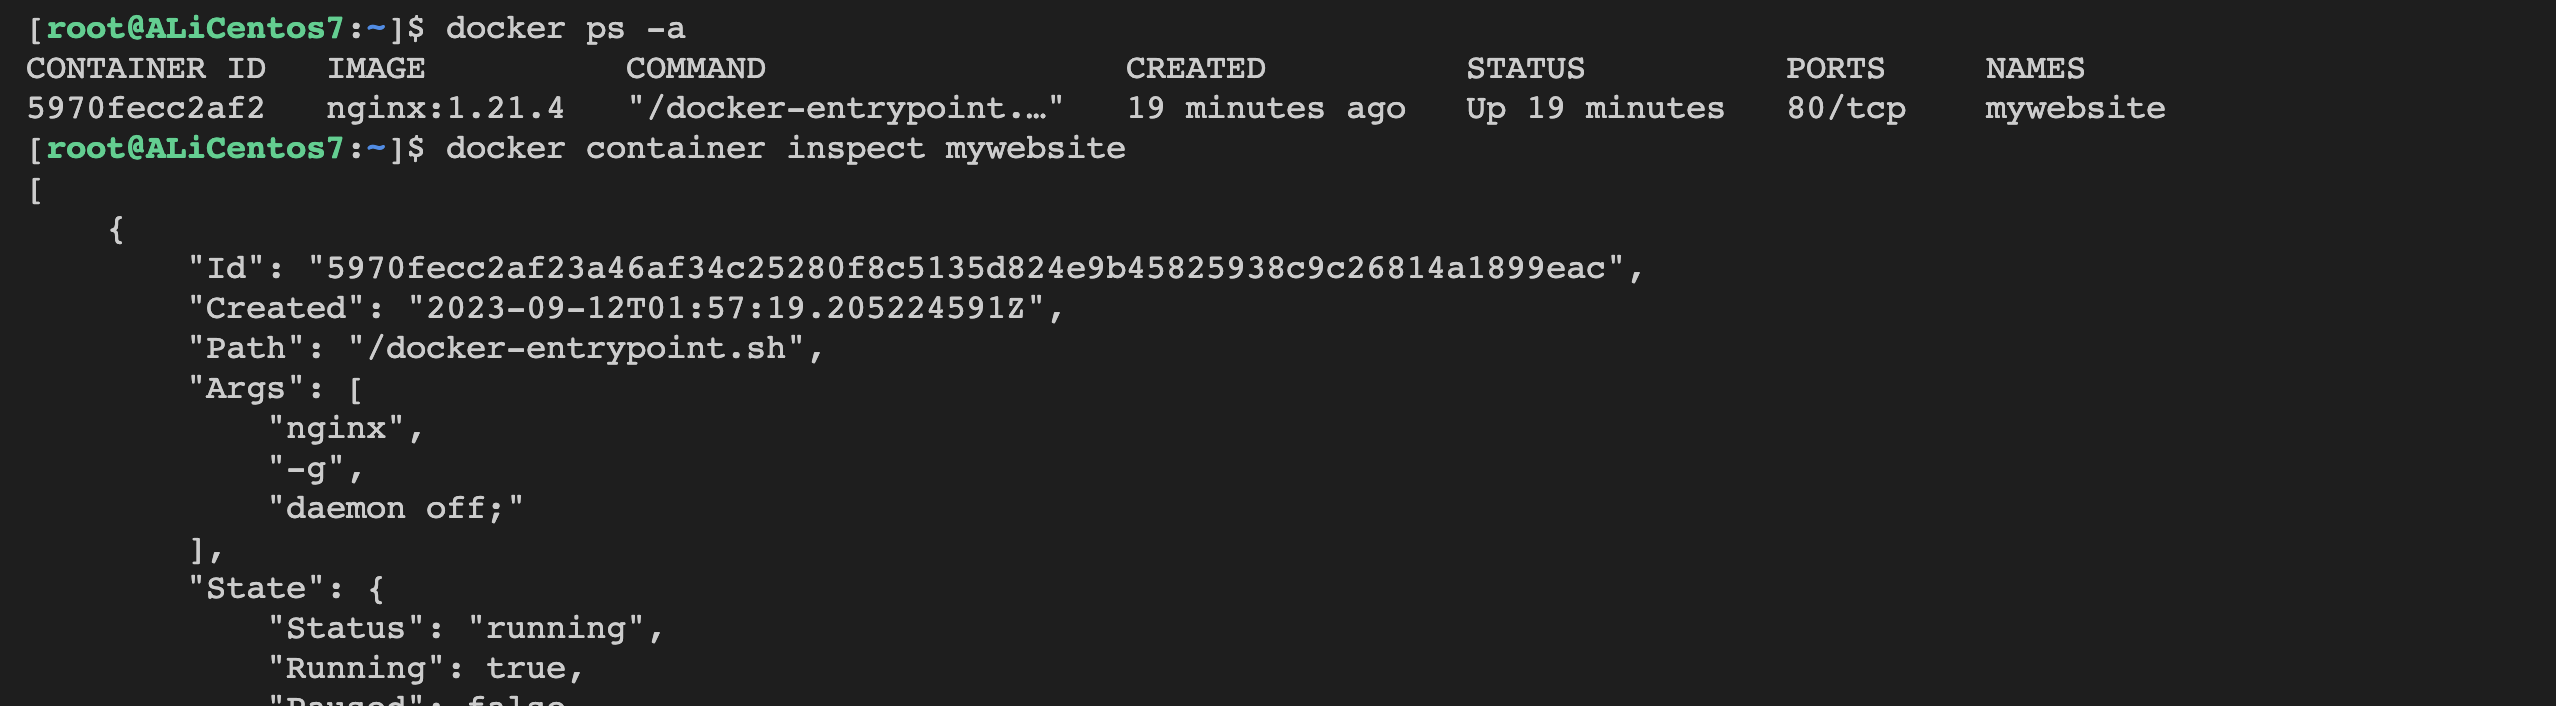 [root@ALiCentos7:~]$ docker ps -a
CONTAINER ID   IMAGE          COMMAND                  CREATED          STATUS          PORTS     NAMES
5970fecc2af2   nginx:1.21.4   "/docker-entrypoint.…"   19 minutes ago   Up 19 minutes   80/tcp    mywebsite
[root@ALiCentos7:~]$ docker container inspect mywebsite
[
    {
        "Id": "5970fecc2af23a46af34c25280f8c5135d824e9b45825938c9c26814a1899eac",
        "Created": "2023-09-12T01:57:19.205224591Z",
        "Path": "/docker-entrypoint.sh",
        "Args": [
            "nginx",
            "-g",
            "daemon off;"
        ],
        "State": {
            "Status": "running",
            "Running": true,
            "Paused": false